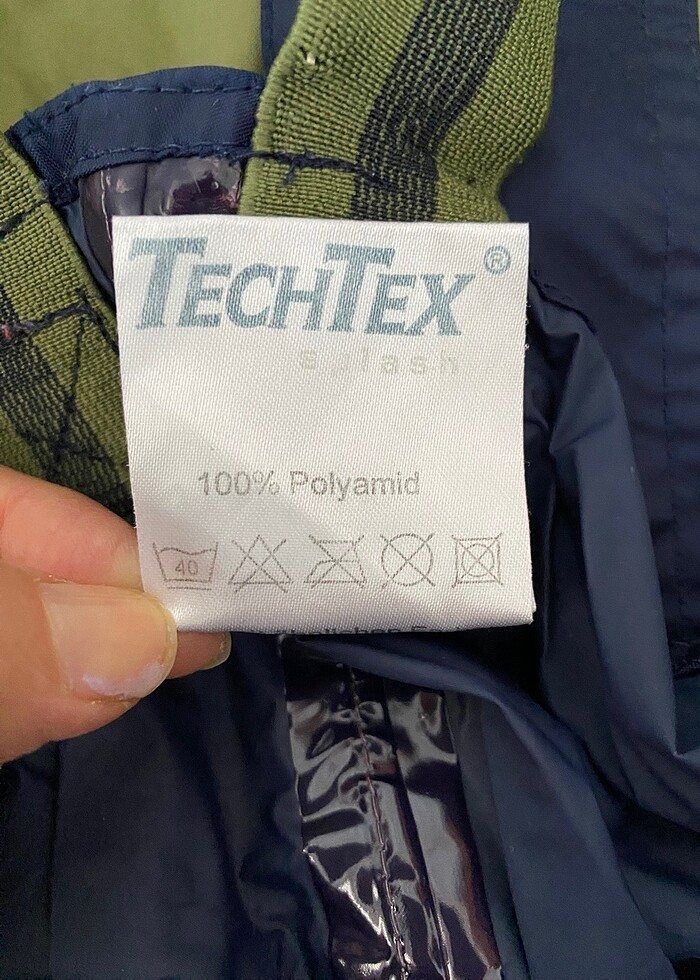 TECHTEX®
splash
100% Polyamid
40